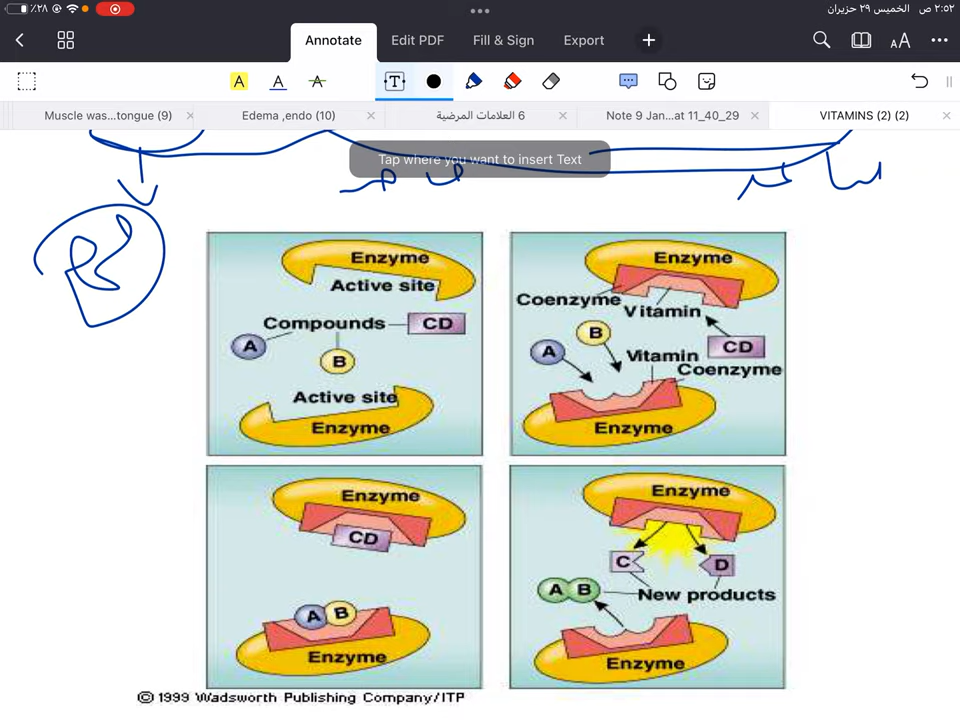 ٪٢٨
٢:٥٢ ص الخميس ٢٩ حزيران
Annotate Edit PDF Fill & Sign Export
A A A T AA
Muscle was...tongue (9) Edema ,endo (10) 6 العلامات المرضية Note 9 Jan...at 11_40_29 VITAMINS (2) (2)
Tap where you want to insert Text
Enzyme
Active site
Compounds CD
A
B
Active site
Enzyme
Enzyme
Coenzyme
Vitamin
B
A
CD
Vitamin
Coenzyme
Enzyme
Enzyme
CD
A B
Enzyme
Enzyme
C D
A B
New products
Enzyme
© 1999 Wadsworth Publishing Company/ITP